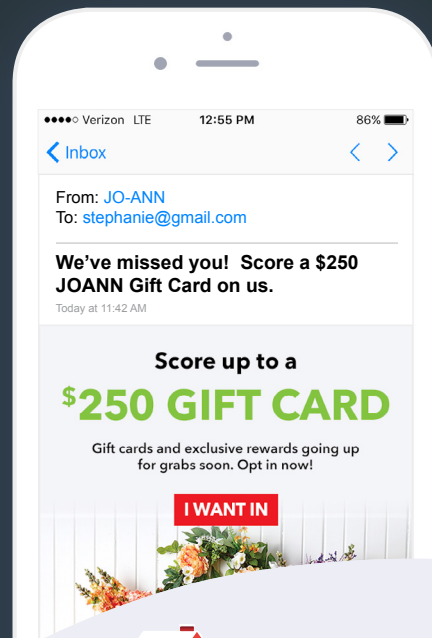 Verizon LTE 12:55 PM 86%
Inbox
From: JO-ANN
To: stephanie@gmail.com
We’ve missed you! Score a $250
JOANN Gift Card on us.
Today at 11:42 AM
Score up to a
$250 GIFT CARD
Gift cards and exclusive rewards going up
for grabs soon. Opt in now!
I WANT IN